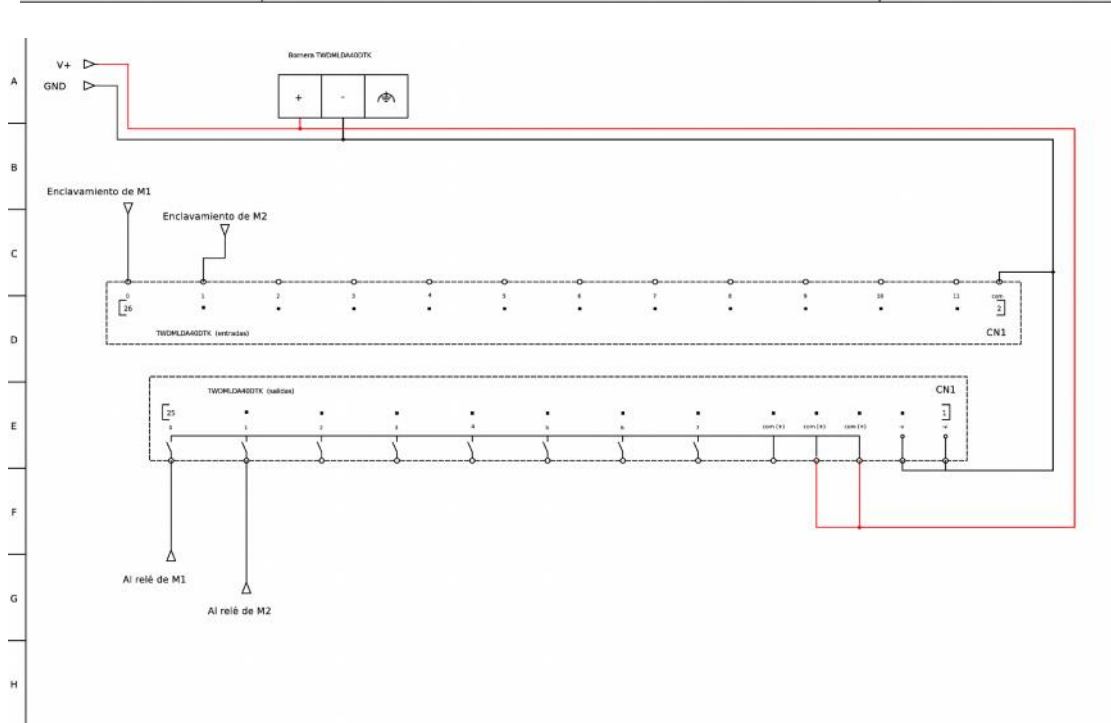 A
V+
Bornera TWDMLDA40DTK
GND
+ -
B
Enclavamiento de M1
Enclavamiento de M2
C
0 1 2 3 4 5 6 7 8 9 10 11 com
26 2
D
TWDMLDA40DTK (entradas) CN1
TWDMLDA40DTK (salidas) CN1
25 1
E
0 1 2 3 4 5 6 7 com (+) com (+) com (+)
F
Al relé de M1
G
Al relé de M2
H